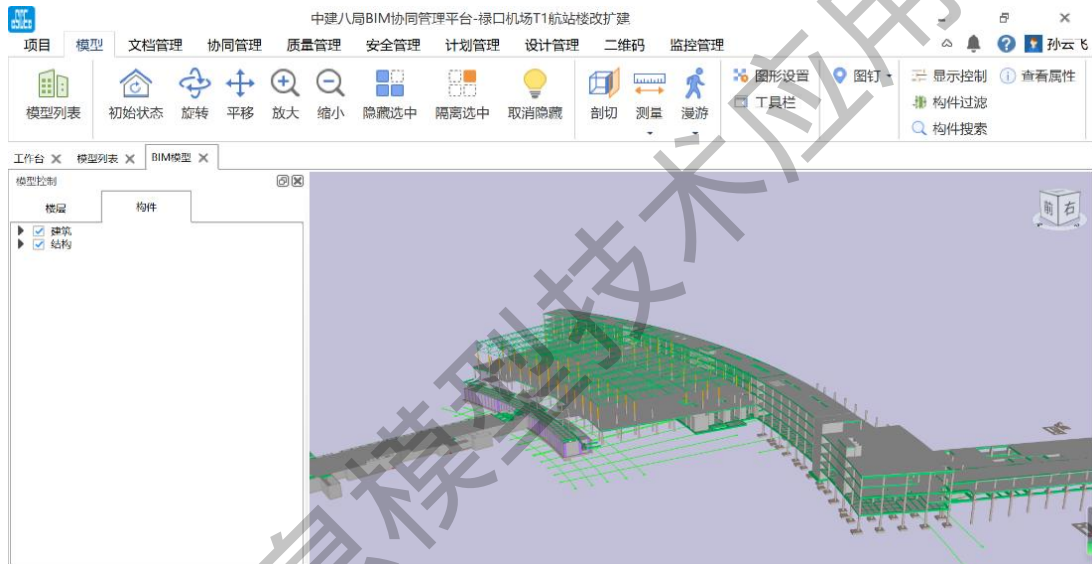 中建八局BIM协同管理平台-禄口机场T1航站楼改扩建
项目 模型 文档管理 协同管理 质量管理 安全管理 计划管理 设计管理 二维码 监控管理 孙云飞
模型列表 初始状态 旋转 平移 放大 缩小 隐藏选中 隔离选中 取消隐藏 剖切 测量 漫游
图形设置 图钉 显示控制 查看属性
工具栏 构件过滤
构件搜索
工作台 模型列表 BIM模型
模型控制
楼层 构件
建筑
结构
前 右
息模型技术应用